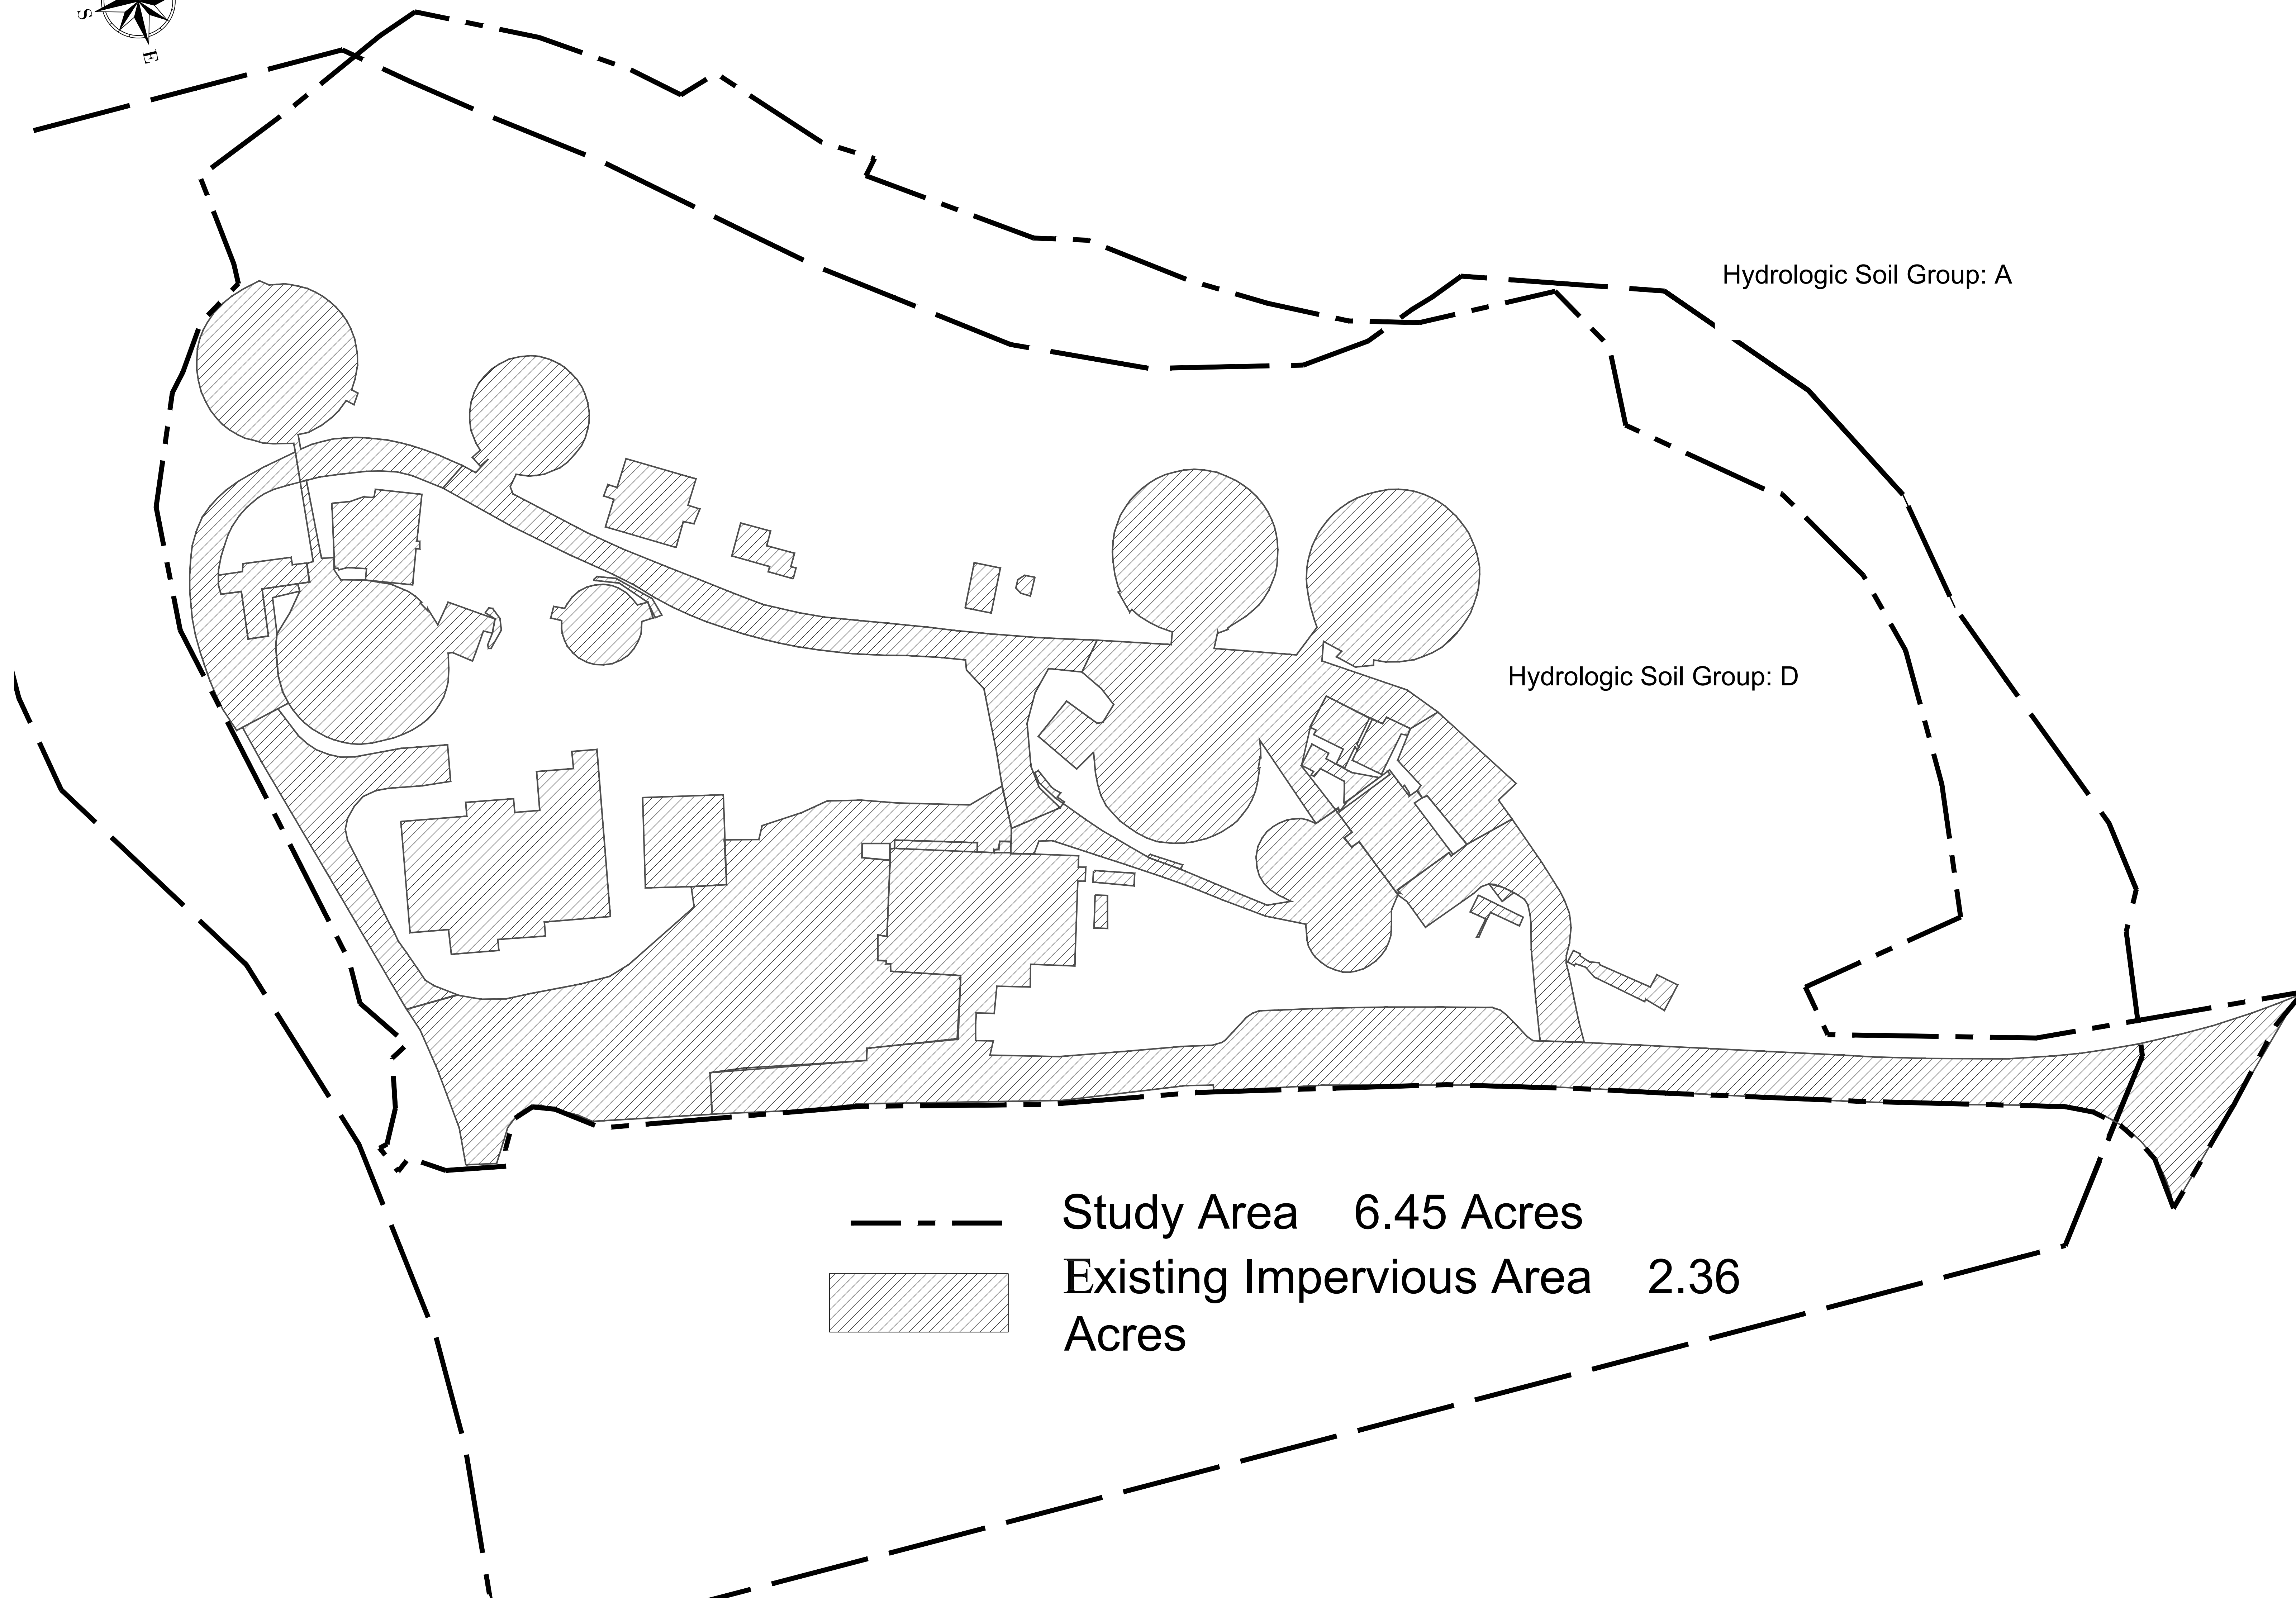 S
E
Hydrologic Soil Group: A
Hydrologic Soil Group: D
Study Area 6.45 Acres
Existing Impervious Area 2.36
Acres